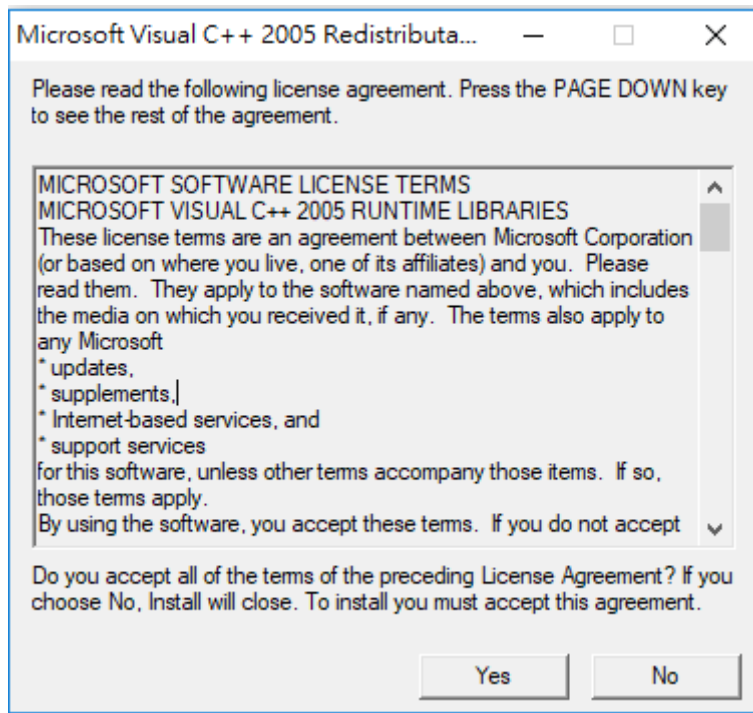 Microsoft Visual C++ 2005 Redistributa...
Please read the following license agreement. Press the PAGE DOWN key
to see the rest of the agreement.
MICROSOFT SOFTWARE LICENSE TERMS
MICROSOFT VISUAL C++ 2005 RUNTIME LIBRARIES
These license terms are an agreement between Microsoft Corporation
(or based on where you live, one of its affiliates) and you.  Please
read them.  They apply to the software named above, which includes
the media on which you received it, if any.  The terms also apply to
any Microsoft
* updates,
* supplements,
* Internet-based services, and
* support services
for this software, unless other terms accompany those items.  If so,
those terms apply.
By using the software, you accept these terms.  If you do not accept
Do you accept all of the terms of the preceding License Agreement? If you
choose No, Install will close. To install you must accept this agreement.
Yes
No